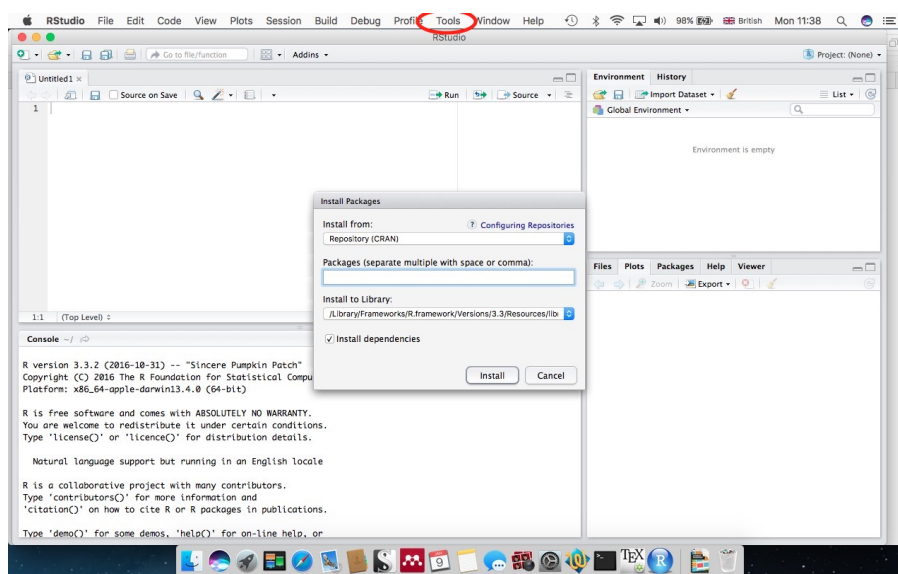 RStudio File Edit Code View Plots Session Build Debug Profile Tools Window Help 98% British Mon 11:38
RStudio
Go to file/function Addins Project: (None)
Untitled1
Source on Save Run Source
1
1:1 (Top Level)
Console ~/
R version 3.3.2 (2016-10-31) -- "Sincere Pumpkin Patch"
Copyright (C) 2016 The R Foundation for Statistical Compu
Platform: x86_64-apple-darwin13.4.0 (64-bit)
R is free software and comes with ABSOLUTELY NO WARRANTY.
You are welcome to redistribute it under certain conditions.
Type 'license()' or 'licence()' for distribution details.
Natural language support but running in an English locale
R is a collaborative project with many contributors.
Type 'contributors()' for more information and
'citation()' on how to cite R or R packages in publications.
Type 'demo()' for some demos, 'help()' for on-line help, or
Install Packages
Install from: ? Configuring Repositories
Repository (CRAN)
Packages (separate multiple with space or comma):
Install to Library:
/Library/Frameworks/R.framework/Versions/3.3/Resources/libr
Install dependencies
Install Cancel
Environment History
Import Dataset List
Global Environment
Environment is empty
Files Plots Packages Help Viewer
Zoom Export
9 TEX R